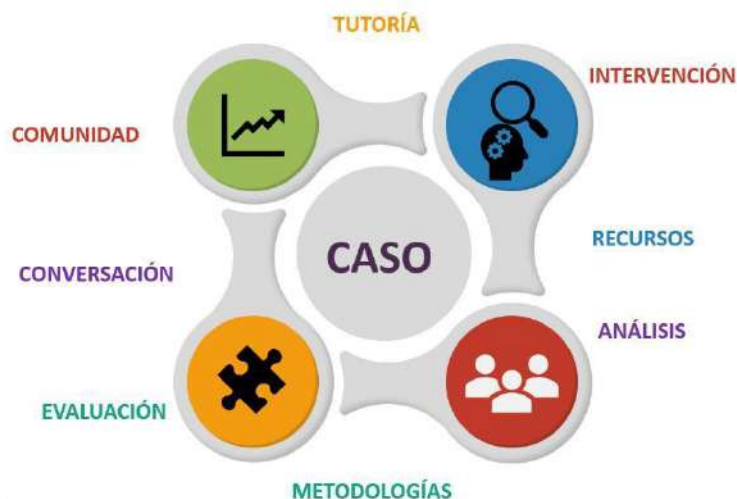 TUTORÍA
INTERVENCIÓN
COMUNIDAD
RECURSOS
CASO
CONVERSACIÓN
ANÁLISIS
EVALUACIÓN
METODOLOGÍAS